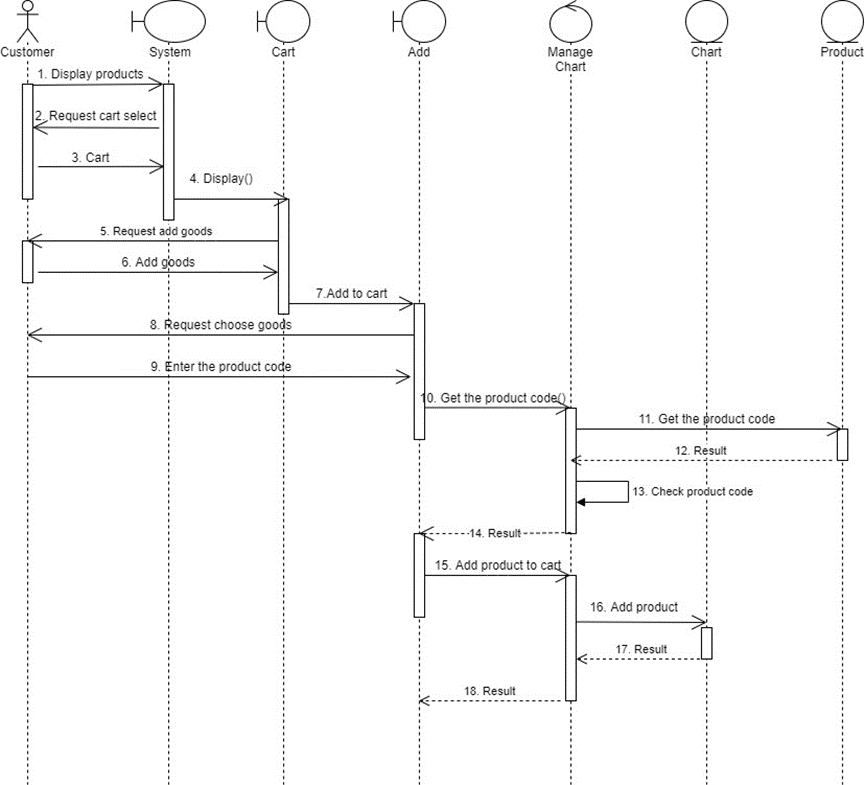 Customer
System
Cart
Add
Manage
Chart
Chart
Product
1. Display products
2. Request cart select
3. Cart
4. Display()
5. Request add goods
6. Add goods
7.Add to cart
8. Request choose goods
9. Enter the product code
10. Get the product code()
11. Get the product code
12. Result
13. Check product code
14. Result
15. Add product to cart
16. Add product
17. Result
18. Result